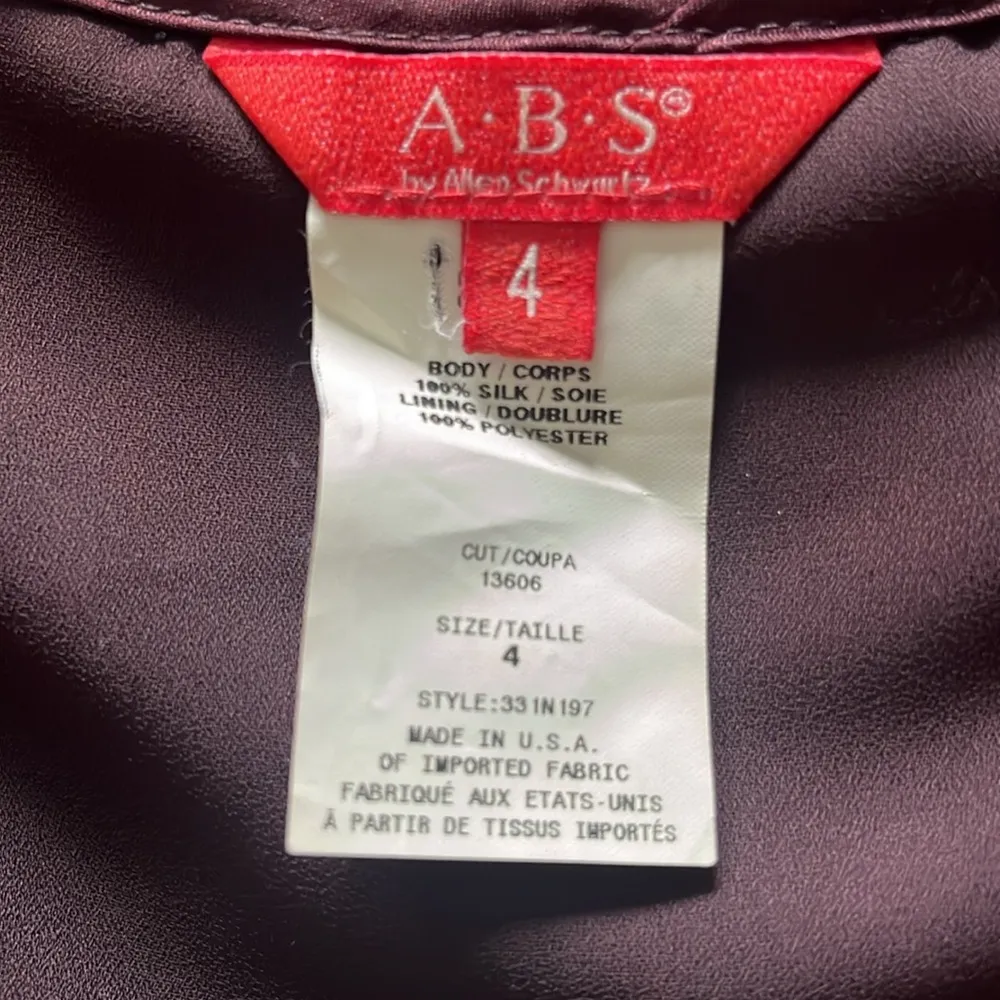 A·B·S®
by Allen Schwartz
4
BODY / CORPS
100% SILK / SOIE
LINING / DOUBLURE
100% POLYESTER
CUT/COUPA
13606
SIZE/TAILLE
4
STYLE:331N197
MADE IN U.S.A.
OF IMPORTED FABRIC
FABRIQUÉ AUX ETATS-UNIS
À PARTIR DE TISSUS IMPORTÉS